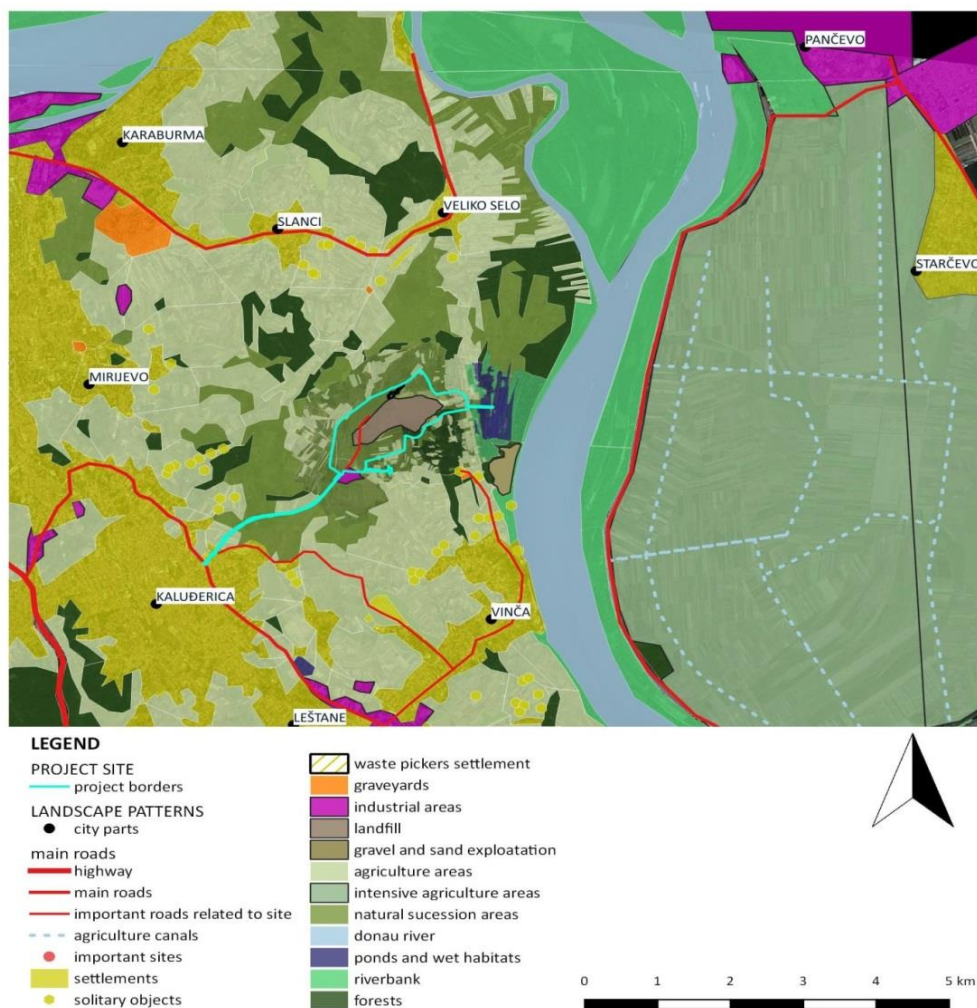 PANČEVO
KARABURMA
VELIKO SELO
SLANCI
STARČEVO
MIRIJEVO
KALUĐERICA
VINČA
LEŠTANE
LEGEND
PROJECT SITE
project borders
LANDSCAPE PATTERNS
city parts
main roads
highway
main roads
important roads related to site
agriculture canals
important sites
settlements
solitary objects
waste pickers settlement
graveyards
industrial areas
landfill
gravel and sand exploatation
agriculture areas
intensive agriculture areas
natural sucession areas
donau river
ponds and wet habitats
riverbank
forests
0 1 2 3 4 5 km